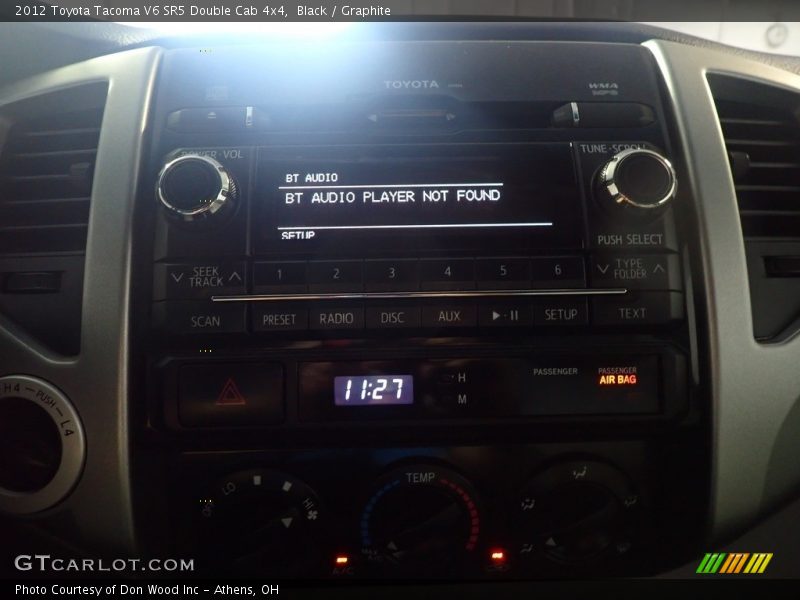 2012 Toyota Tacoma V6 SR5 Double Cab 4x4,  Black / Graphite
TOYOTA
WMA
MP3
POWER·VOL
TUNE·SCROLL
BT AUDIO
BT AUDIO PLAYER NOT FOUND
SETUP
PUSH SELECT
SEEK
TRACK
1 2 3 4 5 6
TYPE
FOLDER
SCAN
PRESET RADIO DISC AUX SETUP TEXT
11:27
H
M
PASSENGER
PASSENGER
AIR BAG
H4 PUSH L4
LO
HI
TEMP
GTCARLOT.COM
Photo Courtesy of Don Wood Inc - Athens, OH